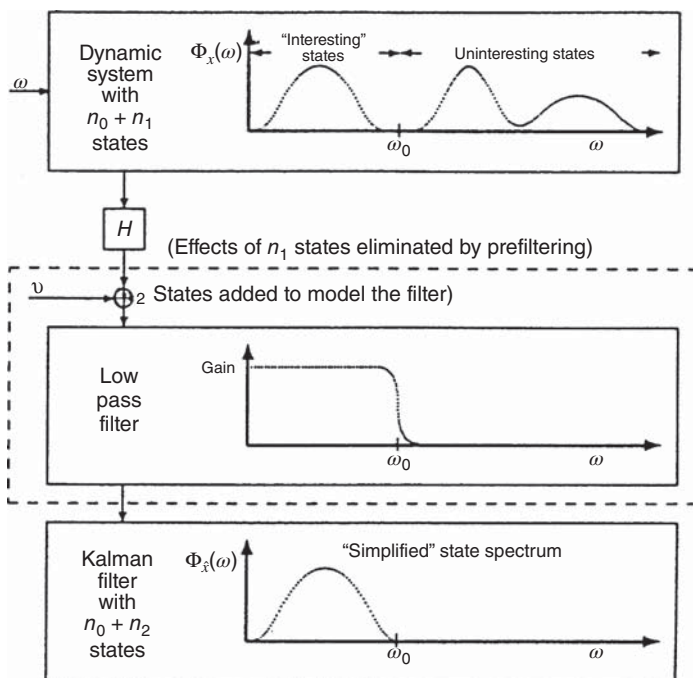 Dynamic
system
with
n₀ + n₁
states
ω
Φₓ(ω)
"Interesting"
states
Uninteresting states
ω₀
ω
H
(Effects of n₁ states eliminated by prefiltering)
υ
2 States added to model the filter)
Low
pass
filter
Gain
ω₀
ω
Kalman
filter
with
n₀ + n₂
states
Φx̂(ω)
"Simplified" state spectrum
ω₀
ω